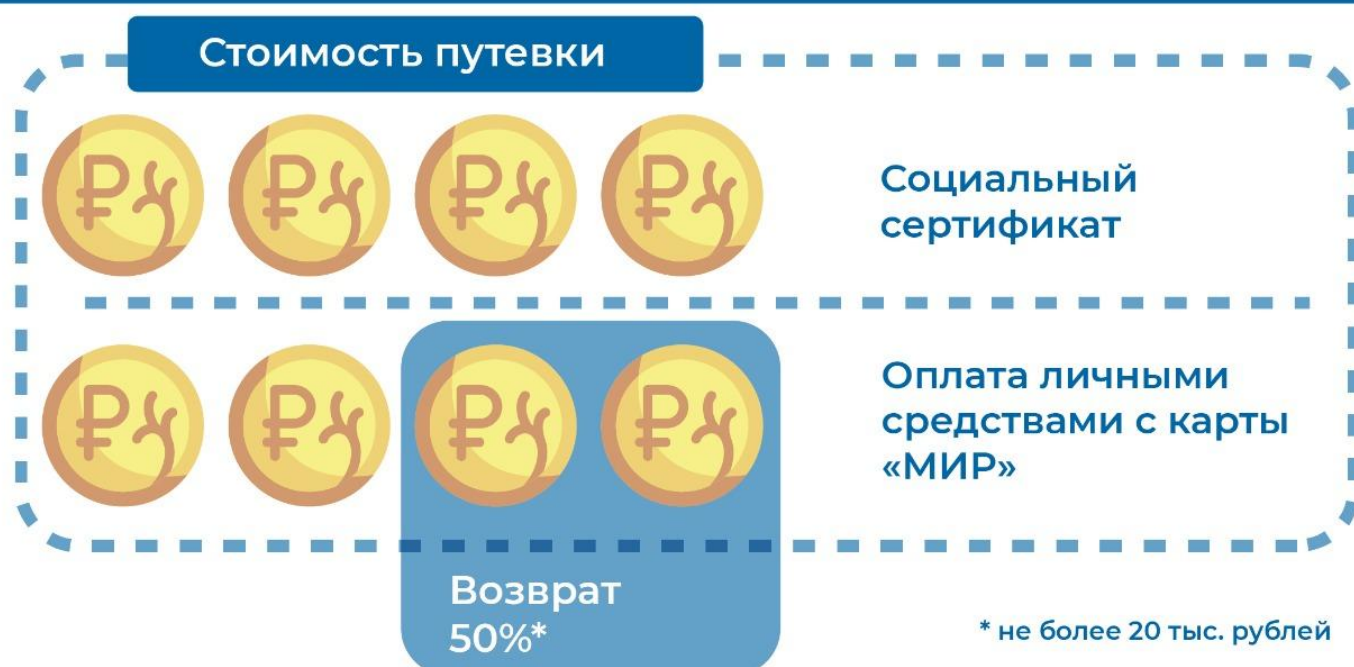 Стоимость путевки
Социальный
сертификат
Оплата личными
средствами с карты
«МИР»
Возврат
50%*
* не более 20 тыс. рублей